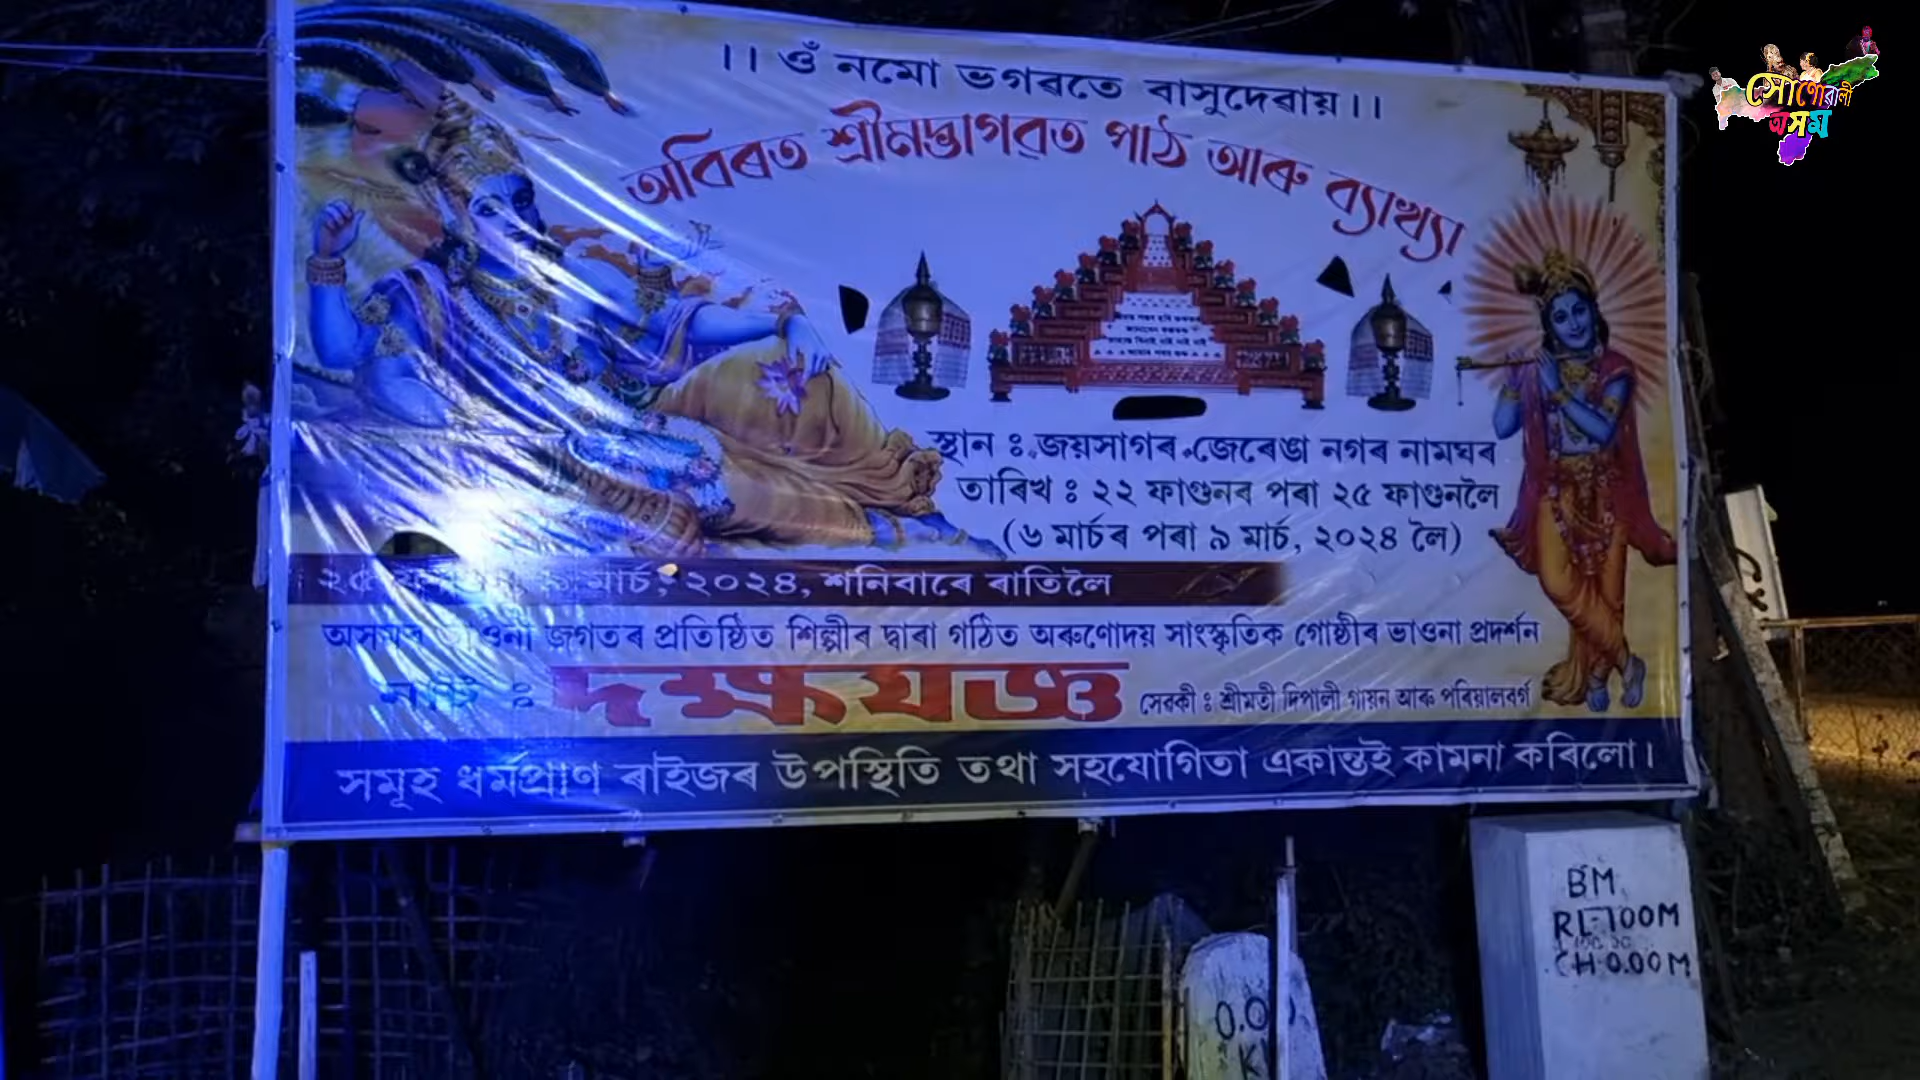 ।। ওঁ নমো ভগৱতে বাসুদেৱায় ।।
অবিৰত শ্ৰীমদ্ভাগৱত পাঠ আৰু ব্যাখ্যা
স্থান ঃ জয়সাগৰ জেৰেঙা নগৰ নামঘৰ
তাৰিখ ঃ ২২ ফাগুনৰ পৰা ২৫ ফাগুনলৈ
(৬ মাৰ্চৰ পৰা ৯ মাৰ্চ, ২০২৪ লৈ)
২৫ মাৰ্চ, ২০২৪, শনিবাৰে ৰাতিলৈ
জগতৰ প্ৰতিষ্ঠিত শিল্পীৰ দ্বাৰা গঠিত অৰুণোদয় সাংস্কৃতিক গোষ্ঠীৰ ভাওনা প্ৰদৰ্শন
দক্ষযজ্ঞ
সেৱকী ঃ শ্ৰীমতী দিপালী গায়ন আৰু পৰিয়ালবৰ্গ
সমূহ ধৰ্মপ্ৰাণ ৰাইজৰ উপস্থিতি তথা সহযোগিতা একান্তই কামনা কৰিলো।
সোণোৱালী
অসম
BM
RL-100M
CH-0.00M